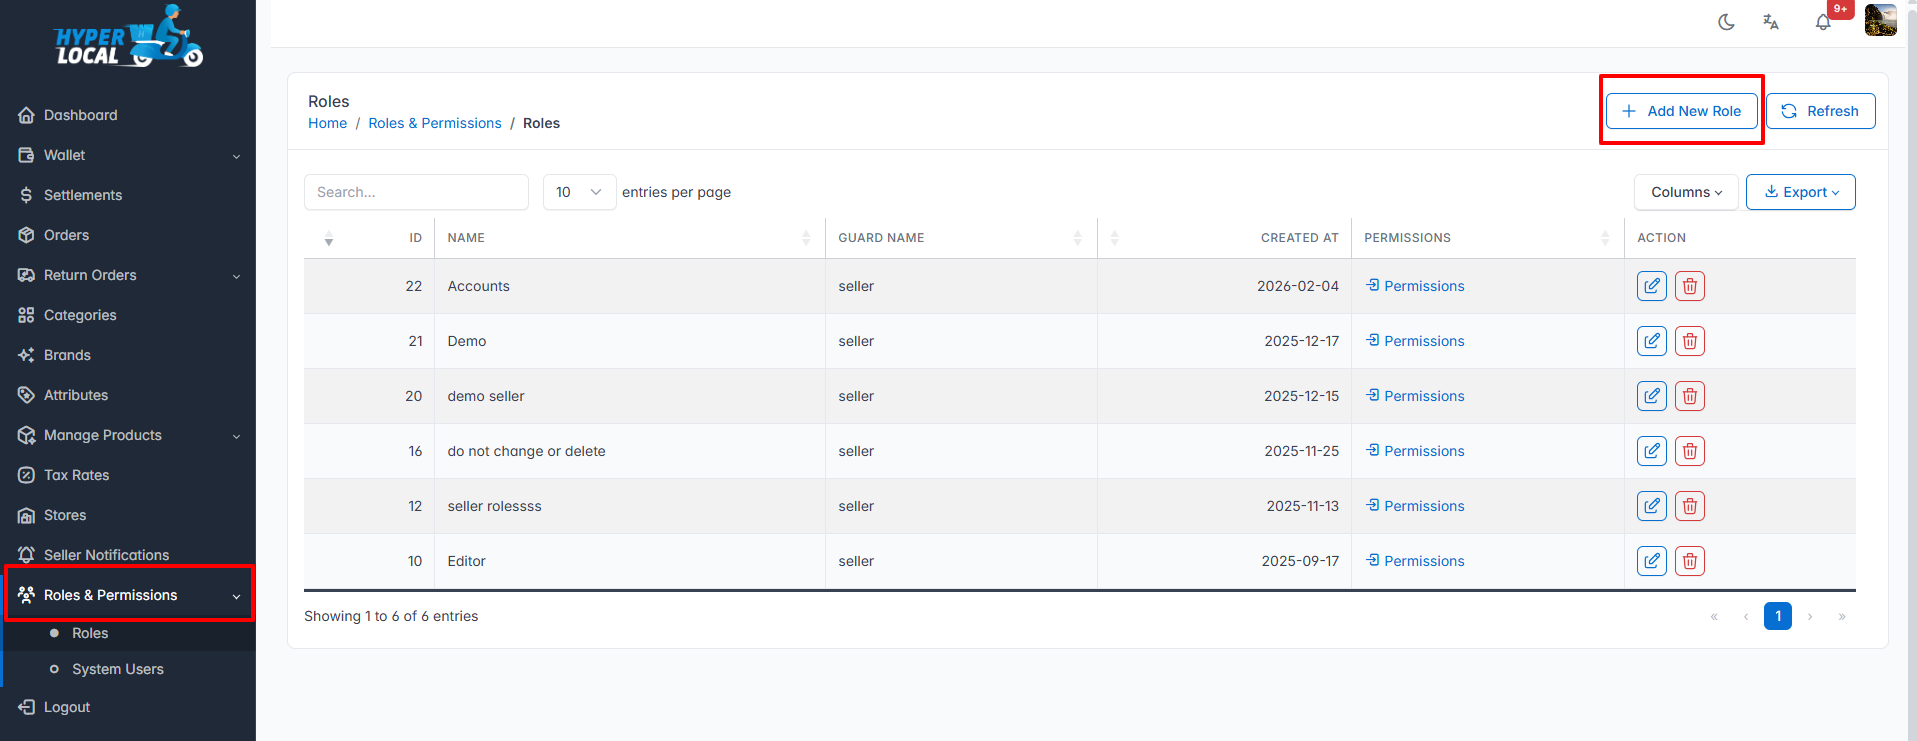 HYPER
LOCAL
9+
Dashboard
Wallet
Settlements
Orders
Return Orders
Categories
Brands
Attributes
Manage Products
Tax Rates
Stores
Seller Notifications
Roles & Permissions
Roles
System Users
Logout
Roles
Home / Roles & Permissions / Roles
Add New Role
Refresh
Search...
10 entries per page
Columns
Export
ID NAME GUARD NAME CREATED AT PERMISSIONS ACTION
22 Accounts seller 2026-02-04 Permissions
21 Demo seller 2025-12-17 Permissions
20 demo seller seller 2025-12-15 Permissions
16 do not change or delete seller 2025-11-25 Permissions
12 seller rolessss seller 2025-11-13 Permissions
10 Editor seller 2025-09-17 Permissions
Showing 1 to 6 of 6 entries
« ‹ 1 › »